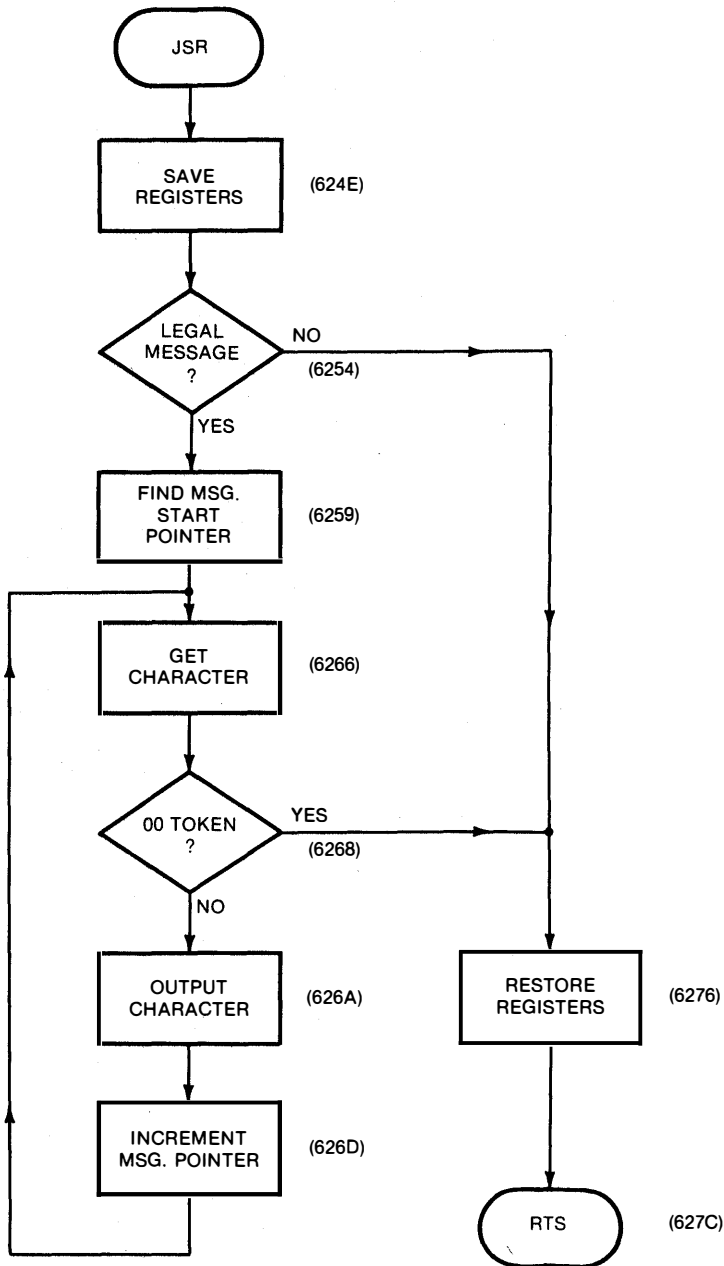 JSR
SAVE
REGISTERS
(624E)
LEGAL
MESSAGE
?
NO
(6254)
YES
FIND MSG.
START
POINTER
(6259)
GET
CHARACTER
(6266)
00 TOKEN
?
YES
(6268)
NO
OUTPUT
CHARACTER
(626A)
RESTORE
REGISTERS
(6276)
INCREMENT
MSG. POINTER
(626D)
RTS
(627C)